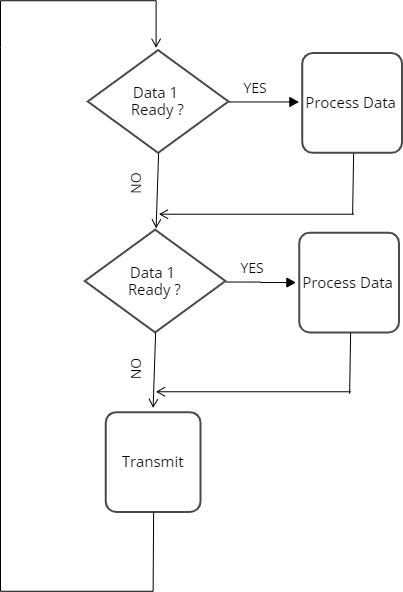 Data 1
Ready ?
YES
Process Data
NO
Data 1
Ready ?
YES
Process Data
NO
Transmit